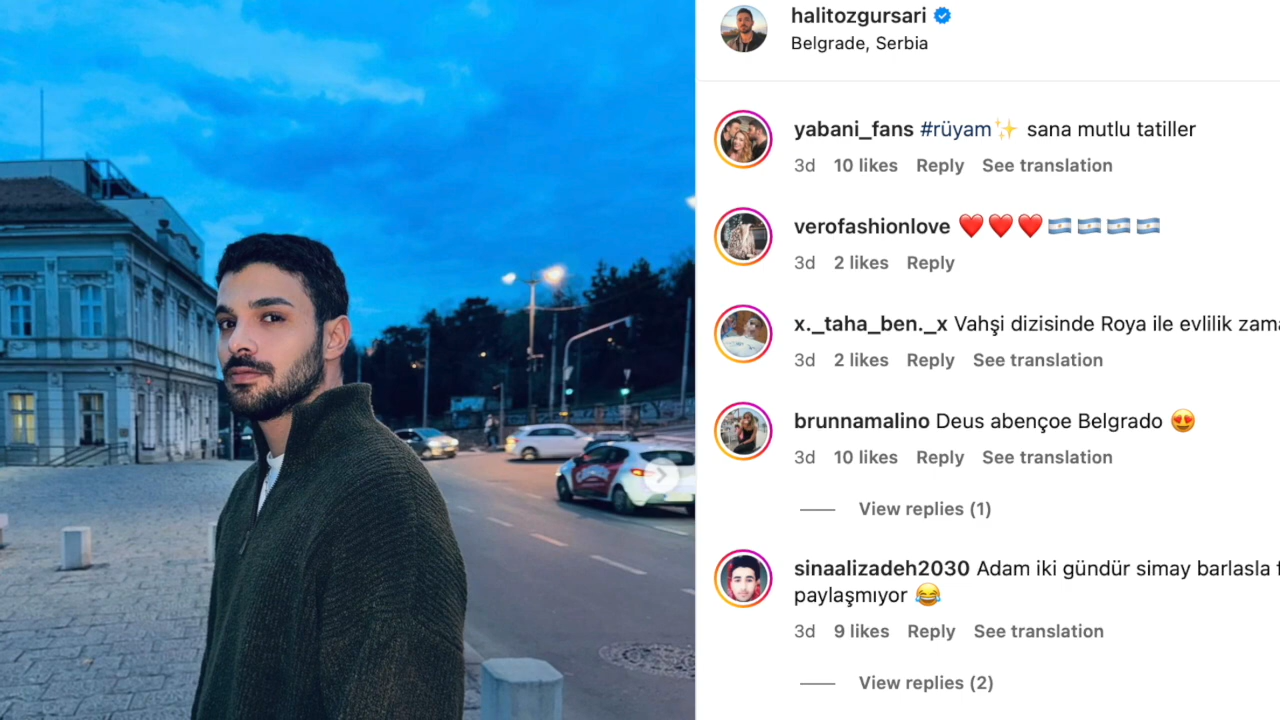 halitozgursari
Belgrade, Serbia
yabani_fans #rüyam✨ sana mutlu tatiller
3d 10 likes Reply See translation
verofashionlove ❤️❤️❤️🇦🇷🇦🇷🇦🇷🇦🇷
3d 2 likes Reply
x._taha_ben._x Vahşi dizisinde Roya ile evlilik zama
3d 2 likes Reply See translation
brunnamalino Deus abençoe Belgrado 😍
3d 10 likes Reply See translation
View replies (1)
sinaalizadeh2030 Adam iki gündür simay barlasla f
paylaşmıyor 😂
3d 9 likes Reply See translation
View replies (2)